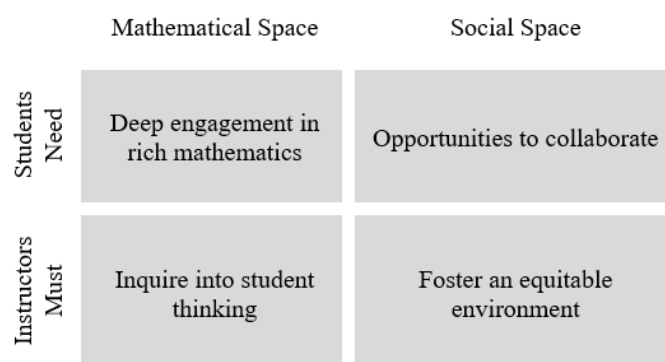 Mathematical Space
Social Space
Students
Need
Deep engagement in
rich mathematics
Opportunities to collaborate
Instructors
Must
Inquire into student
thinking
Foster an equitable
environment